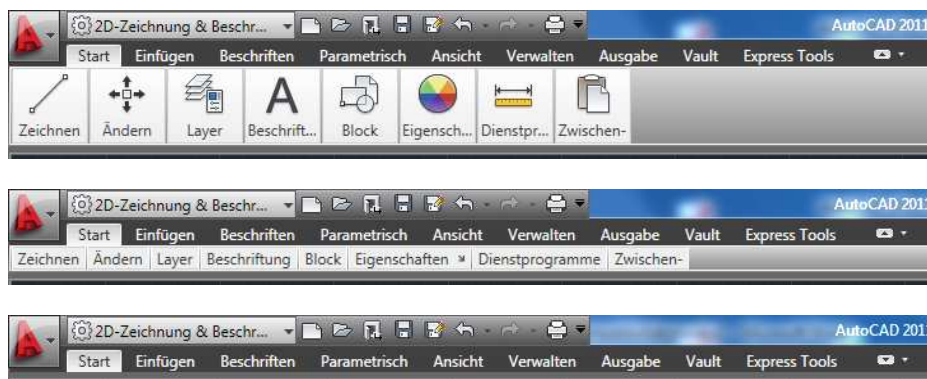 2D-Zeichnung & Beschr... AutoCAD 2011
Start Einfügen Beschriften Parametrisch Ansicht Verwalten Ausgabe Vault Express Tools
Zeichnen Ändern Layer Beschrift... Block Eigensch... Dienstpr... Zwischen-
2D-Zeichnung & Beschr... AutoCAD 201
Start Einfügen Beschriften Parametrisch Ansicht Verwalten Ausgabe Vault Express Tools
Zeichnen Ändern Layer Beschriftung Block Eigenschaften Dienstprogramme Zwischen-
2D-Zeichnung & Beschr... AutoCAD 201
Start Einfügen Beschriften Parametrisch Ansicht Verwalten Ausgabe Vault Express Tools